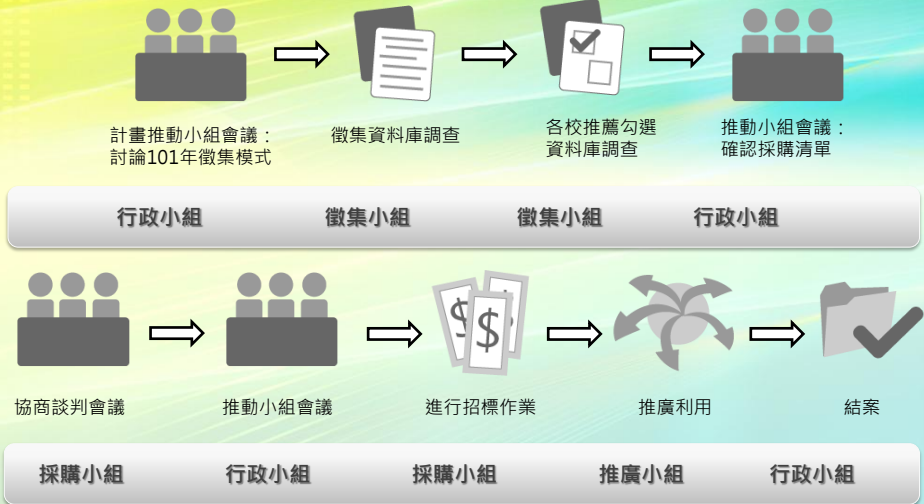 計畫推動小組會議：
討論101年徵集模式
徵集資料庫調查
各校推薦勾選
資料庫調查
推動小組會議：
確認採購清單
行政小組
徵集小組
徵集小組
行政小組
$ $ $
協商談判會議
推動小組會議
進行招標作業
推廣利用
結案
採購小組
行政小組
採購小組
推廣小組
行政小組